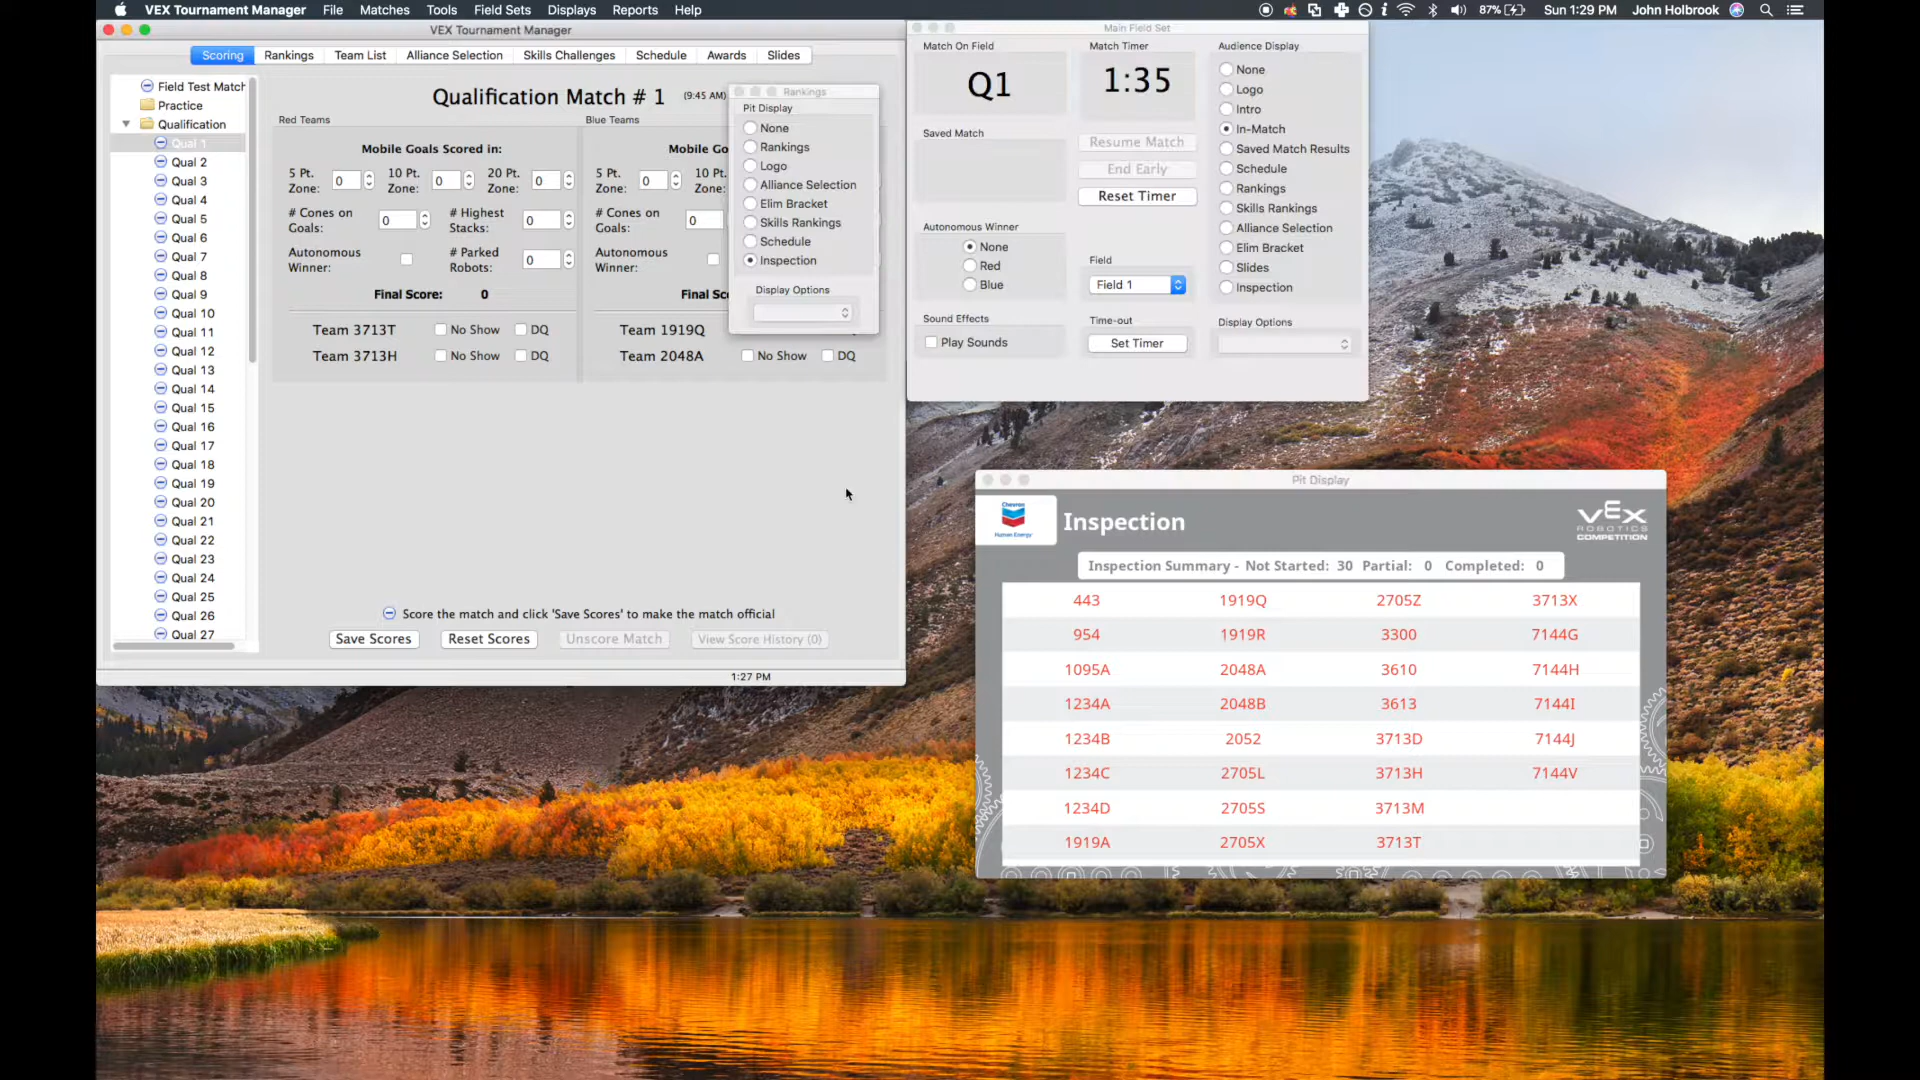 VEX Tournament Manager File Matches Tools Field Sets Displays Reports Help 87% Sun 1:29 PM John Holbrook
VEX Tournament Manager
Scoring Rankings Team List Alliance Selection Skills Challenges Schedule Awards Slides
Field Test Match
Practice
Qualification
Qual 1
Qual 2
Qual 3
Qual 4
Qual 5
Qual 6
Qual 7
Qual 8
Qual 9
Qual 10
Qual 11
Qual 12
Qual 13
Qual 14
Qual 15
Qual 16
Qual 17
Qual 18
Qual 19
Qual 20
Qual 21
Qual 22
Qual 23
Qual 24
Qual 25
Qual 26
Qual 27
Qualification Match # 1 (9:45 AM)
Red Teams
Mobile Goals Scored in:
5 Pt. Zone: 0 10 Pt. Zone: 0 20 Pt. Zone: 0
# Cones on Goals: 0 # Highest Stacks: 0
Autonomous Winner: # Parked Robots: 0
Final Score: 0
Team 3713T No Show DQ
Team 3713H No Show DQ
Blue Teams
Mobile Go
5 Pt. Zone: 0 10 Pt. Zone:
# Cones on Goals: 0
Autonomous Winner:
Final Sc
Team 1919Q
Team 2048A No Show DQ
Score the match and click 'Save Scores' to make the match official
Save Scores Reset Scores Unscore Match View Score History (0)
1:27 PM
Rankings
Pit Display
None
Rankings
Logo
Alliance Selection
Elim Bracket
Skills Rankings
Schedule
Inspection
Display Options
Main Field Set
Match On Field
Q1
Saved Match
Autonomous Winner
None
Red
Blue
Sound Effects
Play Sounds
Match Timer
1:35
Resume Match
End Early
Reset Timer
Field
Field 1
Time-out
Set Timer
Audience Display
None
Logo
Intro
In-Match
Saved Match Results
Schedule
Rankings
Skills Rankings
Alliance Selection
Elim Bracket
Slides
Inspection
Display Options
Pit Display
Chevron
Human Energy
Inspection
VEX
ROBOTICS
COMPETITION
Inspection Summary - Not Started: 30 Partial: 0 Completed: 0
443 1919Q 2705Z 3713X
954 1919R 3300 7144G
1095A 2048A 3610 7144H
1234A 2048B 3613 7144I
1234B 2052 3713D 7144J
1234C 2705L 3713H 7144V
1234D 2705S 3713M
1919A 2705X 3713T